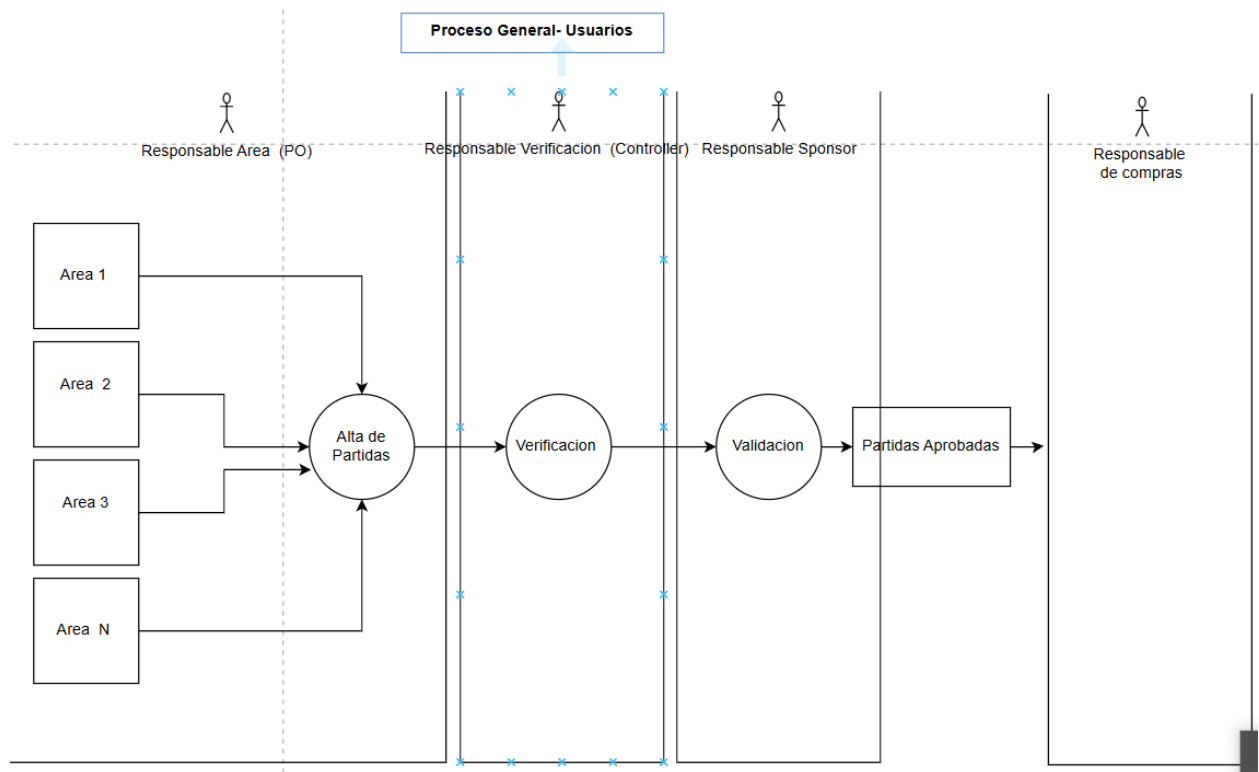 Proceso General- Usuarios
Responsable Area (PO)
Responsable Verificacion (Controller)
Responsable Sponsor
Responsable
de compras
Area 1
Area 2
Area 3
Area N
Alta de
Partidas
Verificacion
Validacion
Partidas Aprobadas